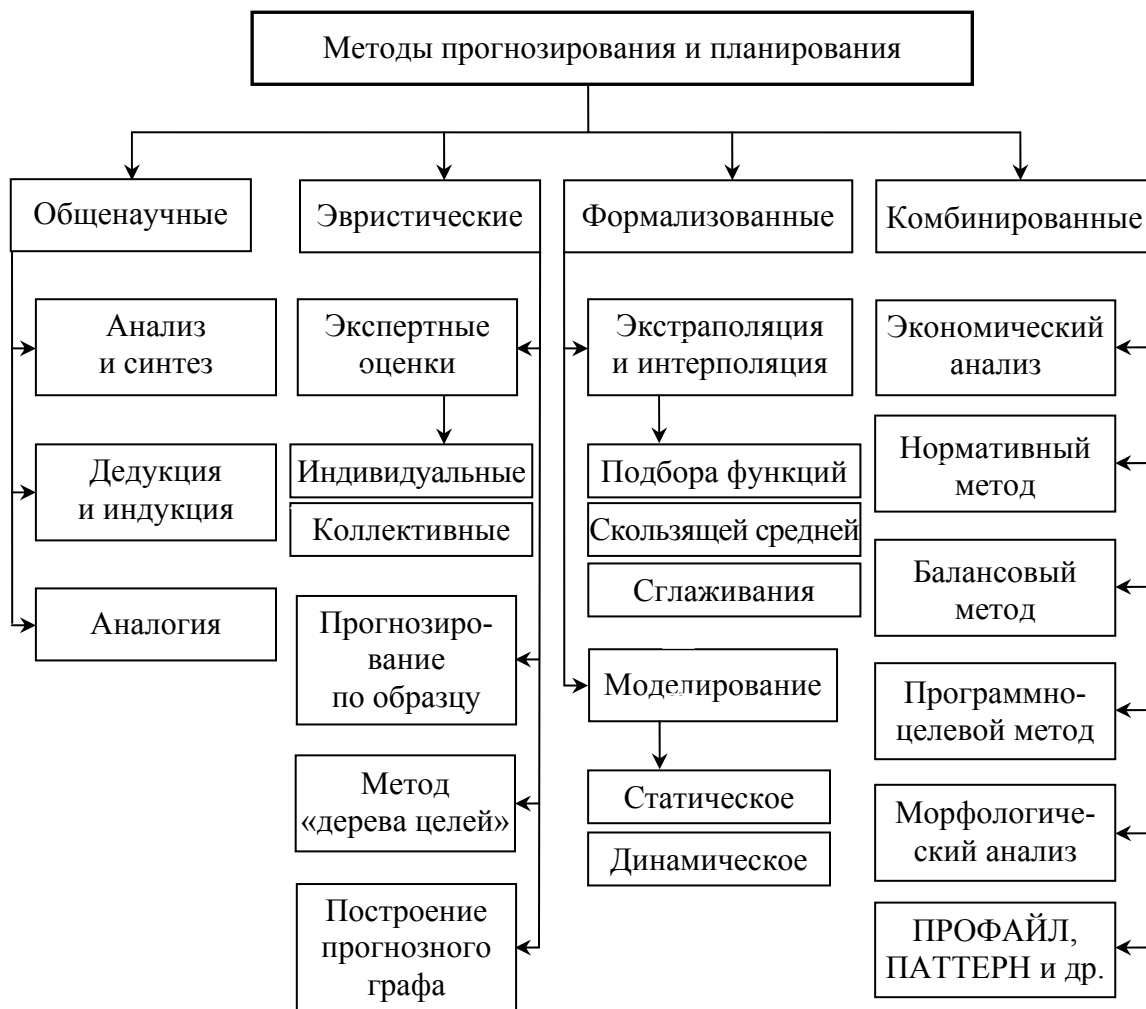 Методы прогнозирования и планирования
Общенаучные
Анализ
и синтез
Дедукция
и индукция
Аналогия
Эвристические
Экспертные
оценки
Индивидуальные
Коллективные
Прогнозиро-
вание
по образцу
Метод
«дерева целей»
Построение
прогнозного
графа
Формализованные
Экстраполяция
и интерполяция
Подбора функций
Скользящей средней
Сглаживания
Моделирование
Статическое
Динамическое
Комбинированные
Экономический
анализ
Нормативный
метод
Балансовый
метод
Программно-
целевой метод
Морфологиче-
ский анализ
ПРОФАЙЛ,
ПАТТЕРН и др.